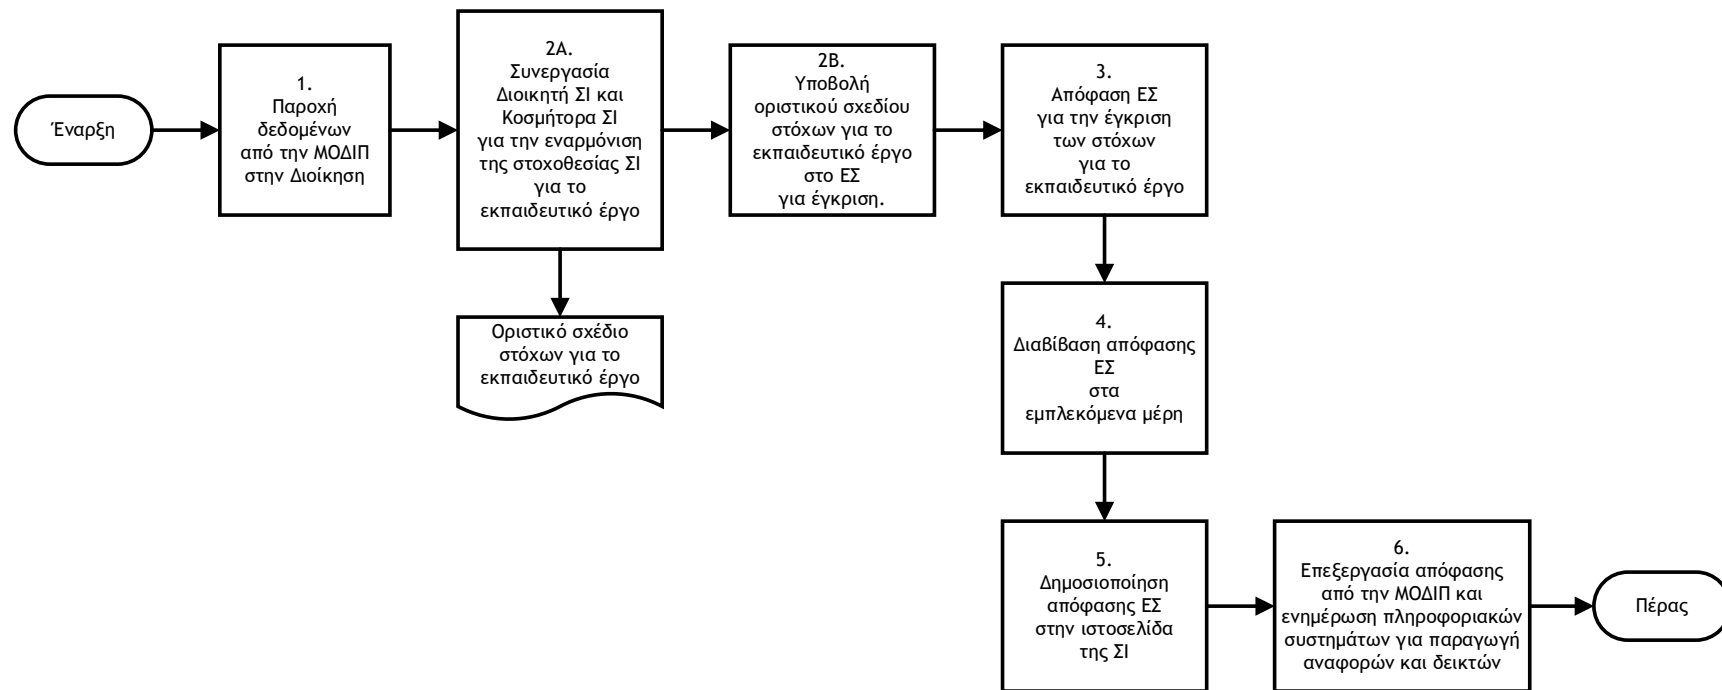 Έναρξη
1.
Παροχή
δεδομένων
από την ΜΟΔΙΠ
στην Διοίκηση
2Α.
Συνεργασία
Διοικητή ΣΙ και
Κοσμήτορα ΣΙ
για την εναρμόνιση
της στοχοθεσίας ΣΙ
για το
εκπαιδευτικό έργο
Οριστικό σχέδιο
στόχων για το
εκπαιδευτικό έργο
2Β.
Υποβολή
οριστικού σχεδίου
στόχων για το
εκπαιδευτικό έργο
στο ΕΣ
για έγκριση.
3.
Απόφαση ΕΣ
για την έγκριση
των στόχων
για το
εκπαιδευτικό έργο
4.
Διαβίβαση απόφασης
ΕΣ
στα
εμπλεκόμενα μέρη
5.
Δημοσιοποίηση
απόφασης ΕΣ
στην ιστοσελίδα
της ΣΙ
6.
Επεξεργασία απόφασης
από την ΜΟΔΙΠ και
ενημέρωση πληροφοριακών
συστημάτων για παραγωγή
αναφορών και δεικτών
Πέρας